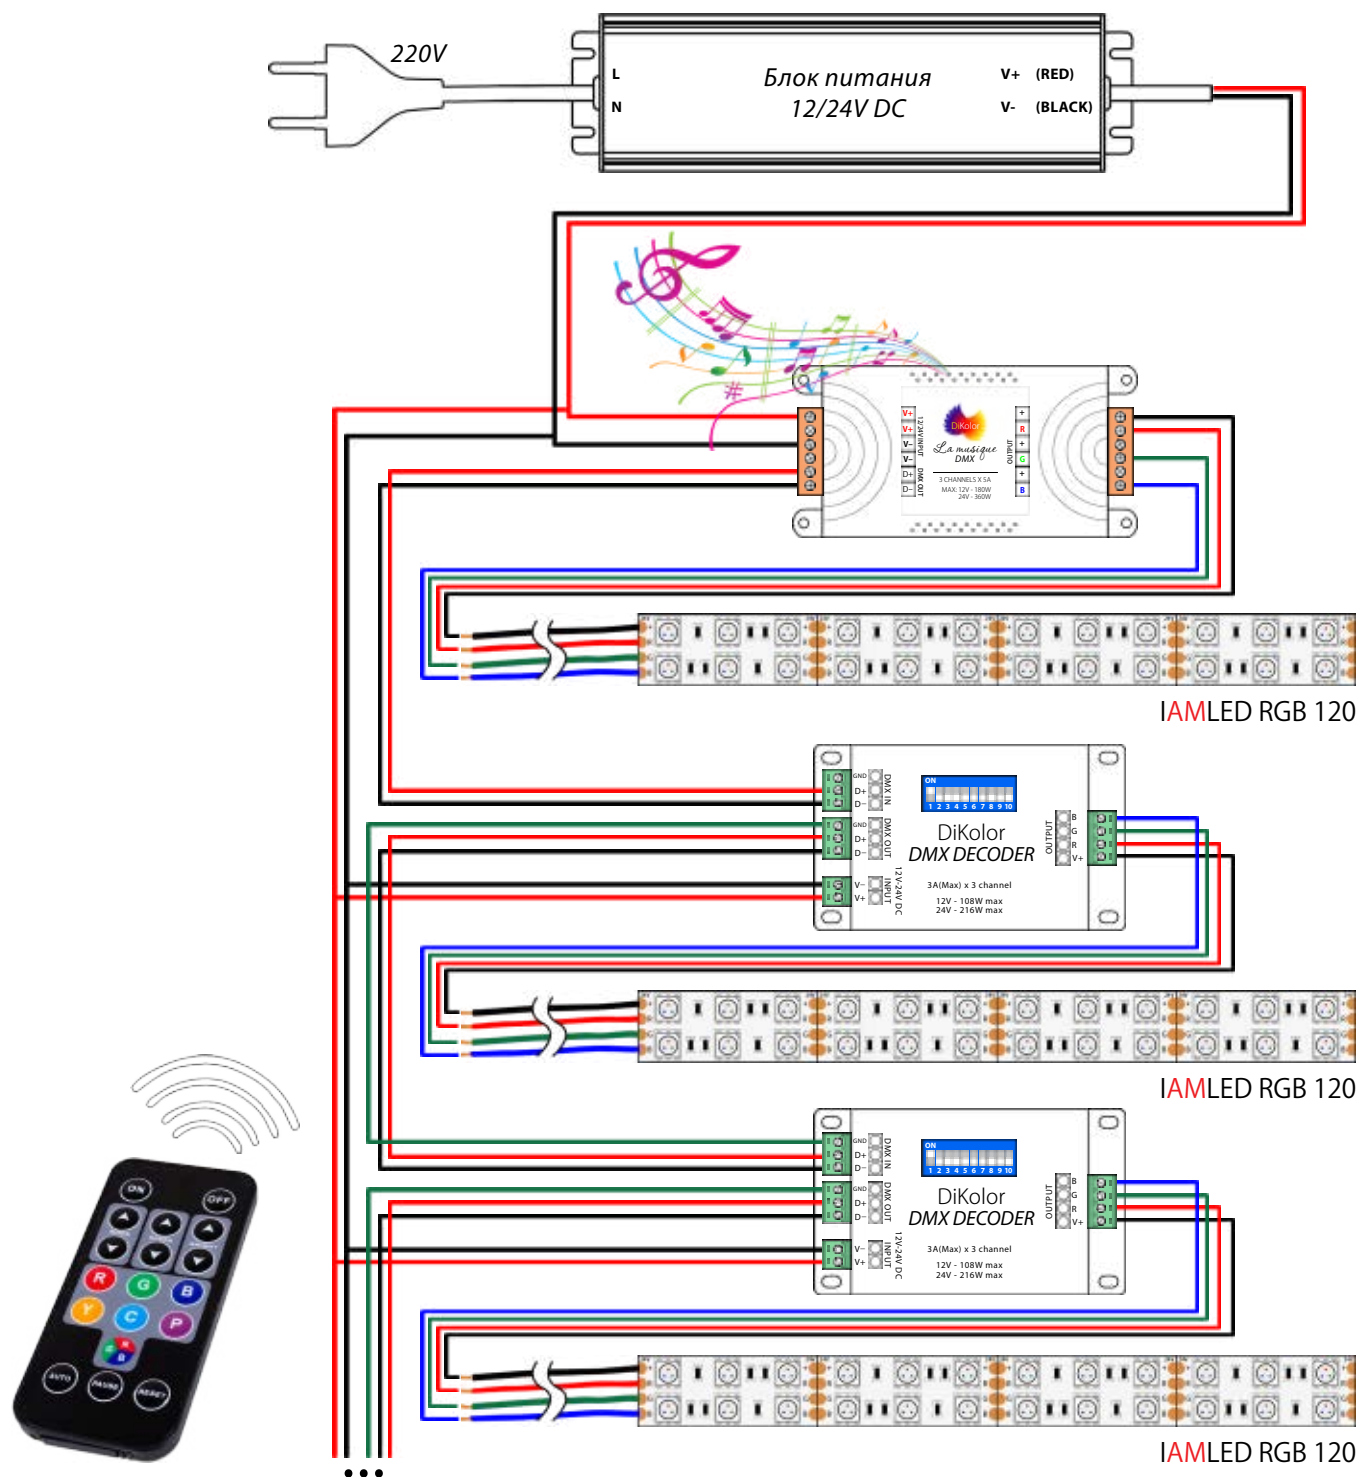 220V
L
N
Блок питания
12/24V DC
V+ (RED)
V- (BLACK)
V+
V+
V–
V–
D+
D–
12/24V INPUT
DMX OUT
DiKolor
La musique
DMX
3 CHANNELS X 5A
MAX: 12V - 180W
24V - 360W
OUTPUT
+
R
+
G
+
B
IAMLED RGB 120
GND
D+
D–
DMX IN
GND
D+
D–
DMX OUT
V–
V+
INPUT
12V-24V DC
ON
1 2 3 4 5 6 7 8 9 10
DiKolor
DMX DECODER
3A(Max) x 3 channel
12V - 108W max
24V - 216W max
OUTPUT
B
G
R
V+
IAMLED RGB 120
GND
D+
D–
DMX IN
GND
D+
D–
DMX OUT
V–
V+
INPUT
12V-24V DC
ON
1 2 3 4 5 6 7 8 9 10
DiKolor
DMX DECODER
3A(Max) x 3 channel
12V - 108W max
24V - 216W max
OUTPUT
B
G
R
V+
IAMLED RGB 120
ON
OFF
R
G
B
Y
C
P
R
G
B
AUTO
PAUSE
RESET